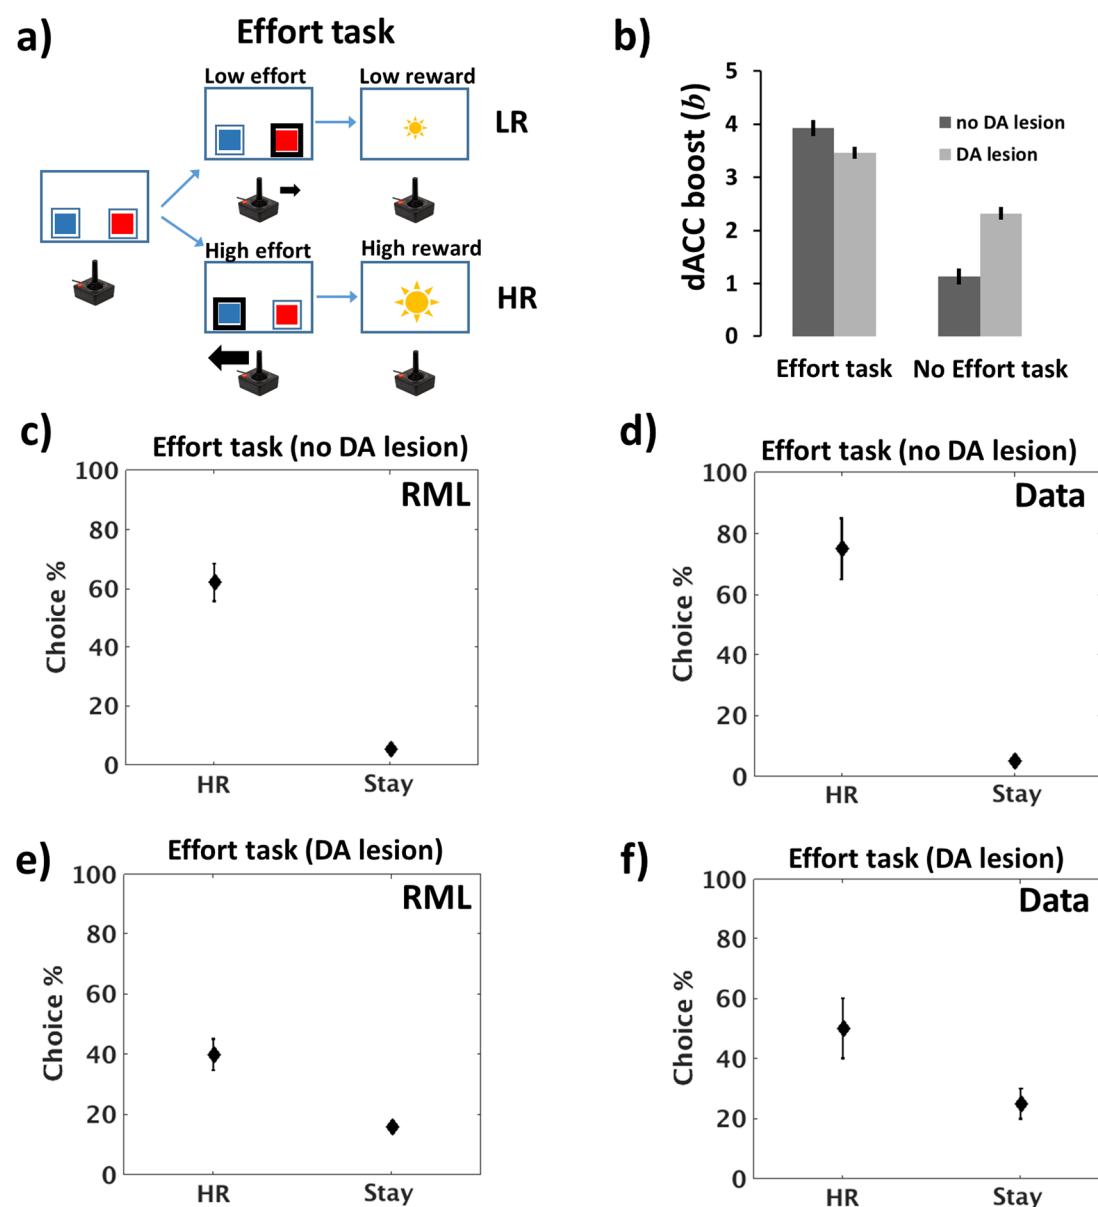 a)
Effort task
Low effort
Low reward
LR
High effort
High reward
HR
b)
dACC boost (b)
5
4
3
2
1
0
no DA lesion
DA lesion
Effort task
No Effort task
c)
Effort task (no DA lesion)
RML
Choice %
100
80
60
40
20
0
HR
Stay
d)
Effort task (no DA lesion)
Data
Choice %
100
80
60
40
20
0
HR
Stay
e)
Effort task (DA lesion)
RML
Choice %
100
80
60
40
20
0
HR
Stay
f)
Effort task (DA lesion)
Data
Choice %
100
80
60
40
20
0
HR
Stay